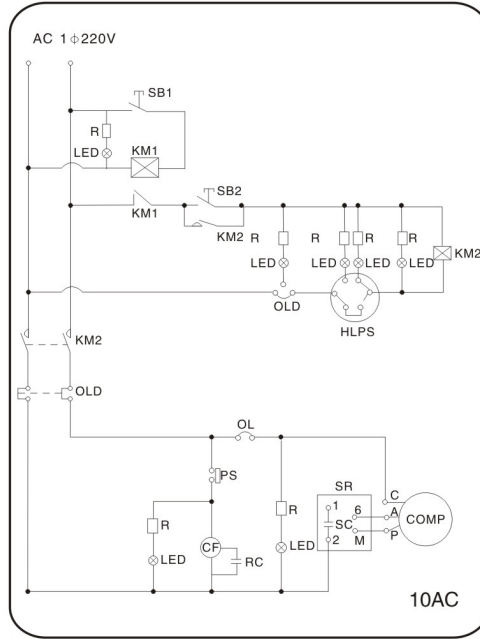 AC 1ϕ220V
SB1
R
LED
KM1
SB2
KM1
KM2
R
R
R
R
LED
LED
LED
LED
KM2
OLD
HLPS
KM2
OLD
OL
PS
SR
C
R
R
1
6
A
COMP
SC
CF
LED
RC
LED
2
M
P
10AC